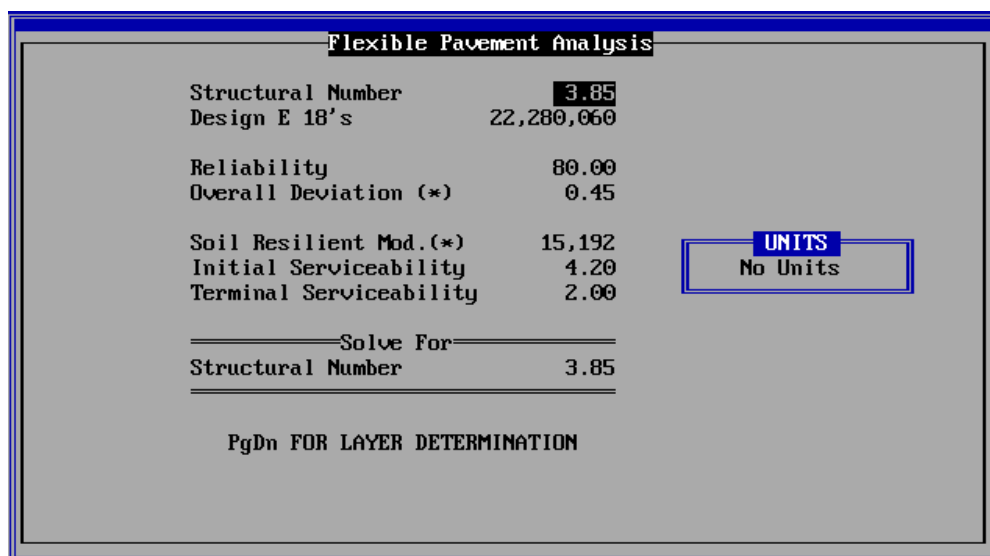 Flexible Pavement Analysis
Structural Number 3.85
Design E 18's 22,280,060
Reliability 80.00
Overall Deviation (*) 0.45
Soil Resilient Mod.(*) 15,192
Initial Serviceability 4.20
Terminal Serviceability 2.00
UNITS
No Units
Solve For
Structural Number 3.85
PgDn FOR LAYER DETERMINATION